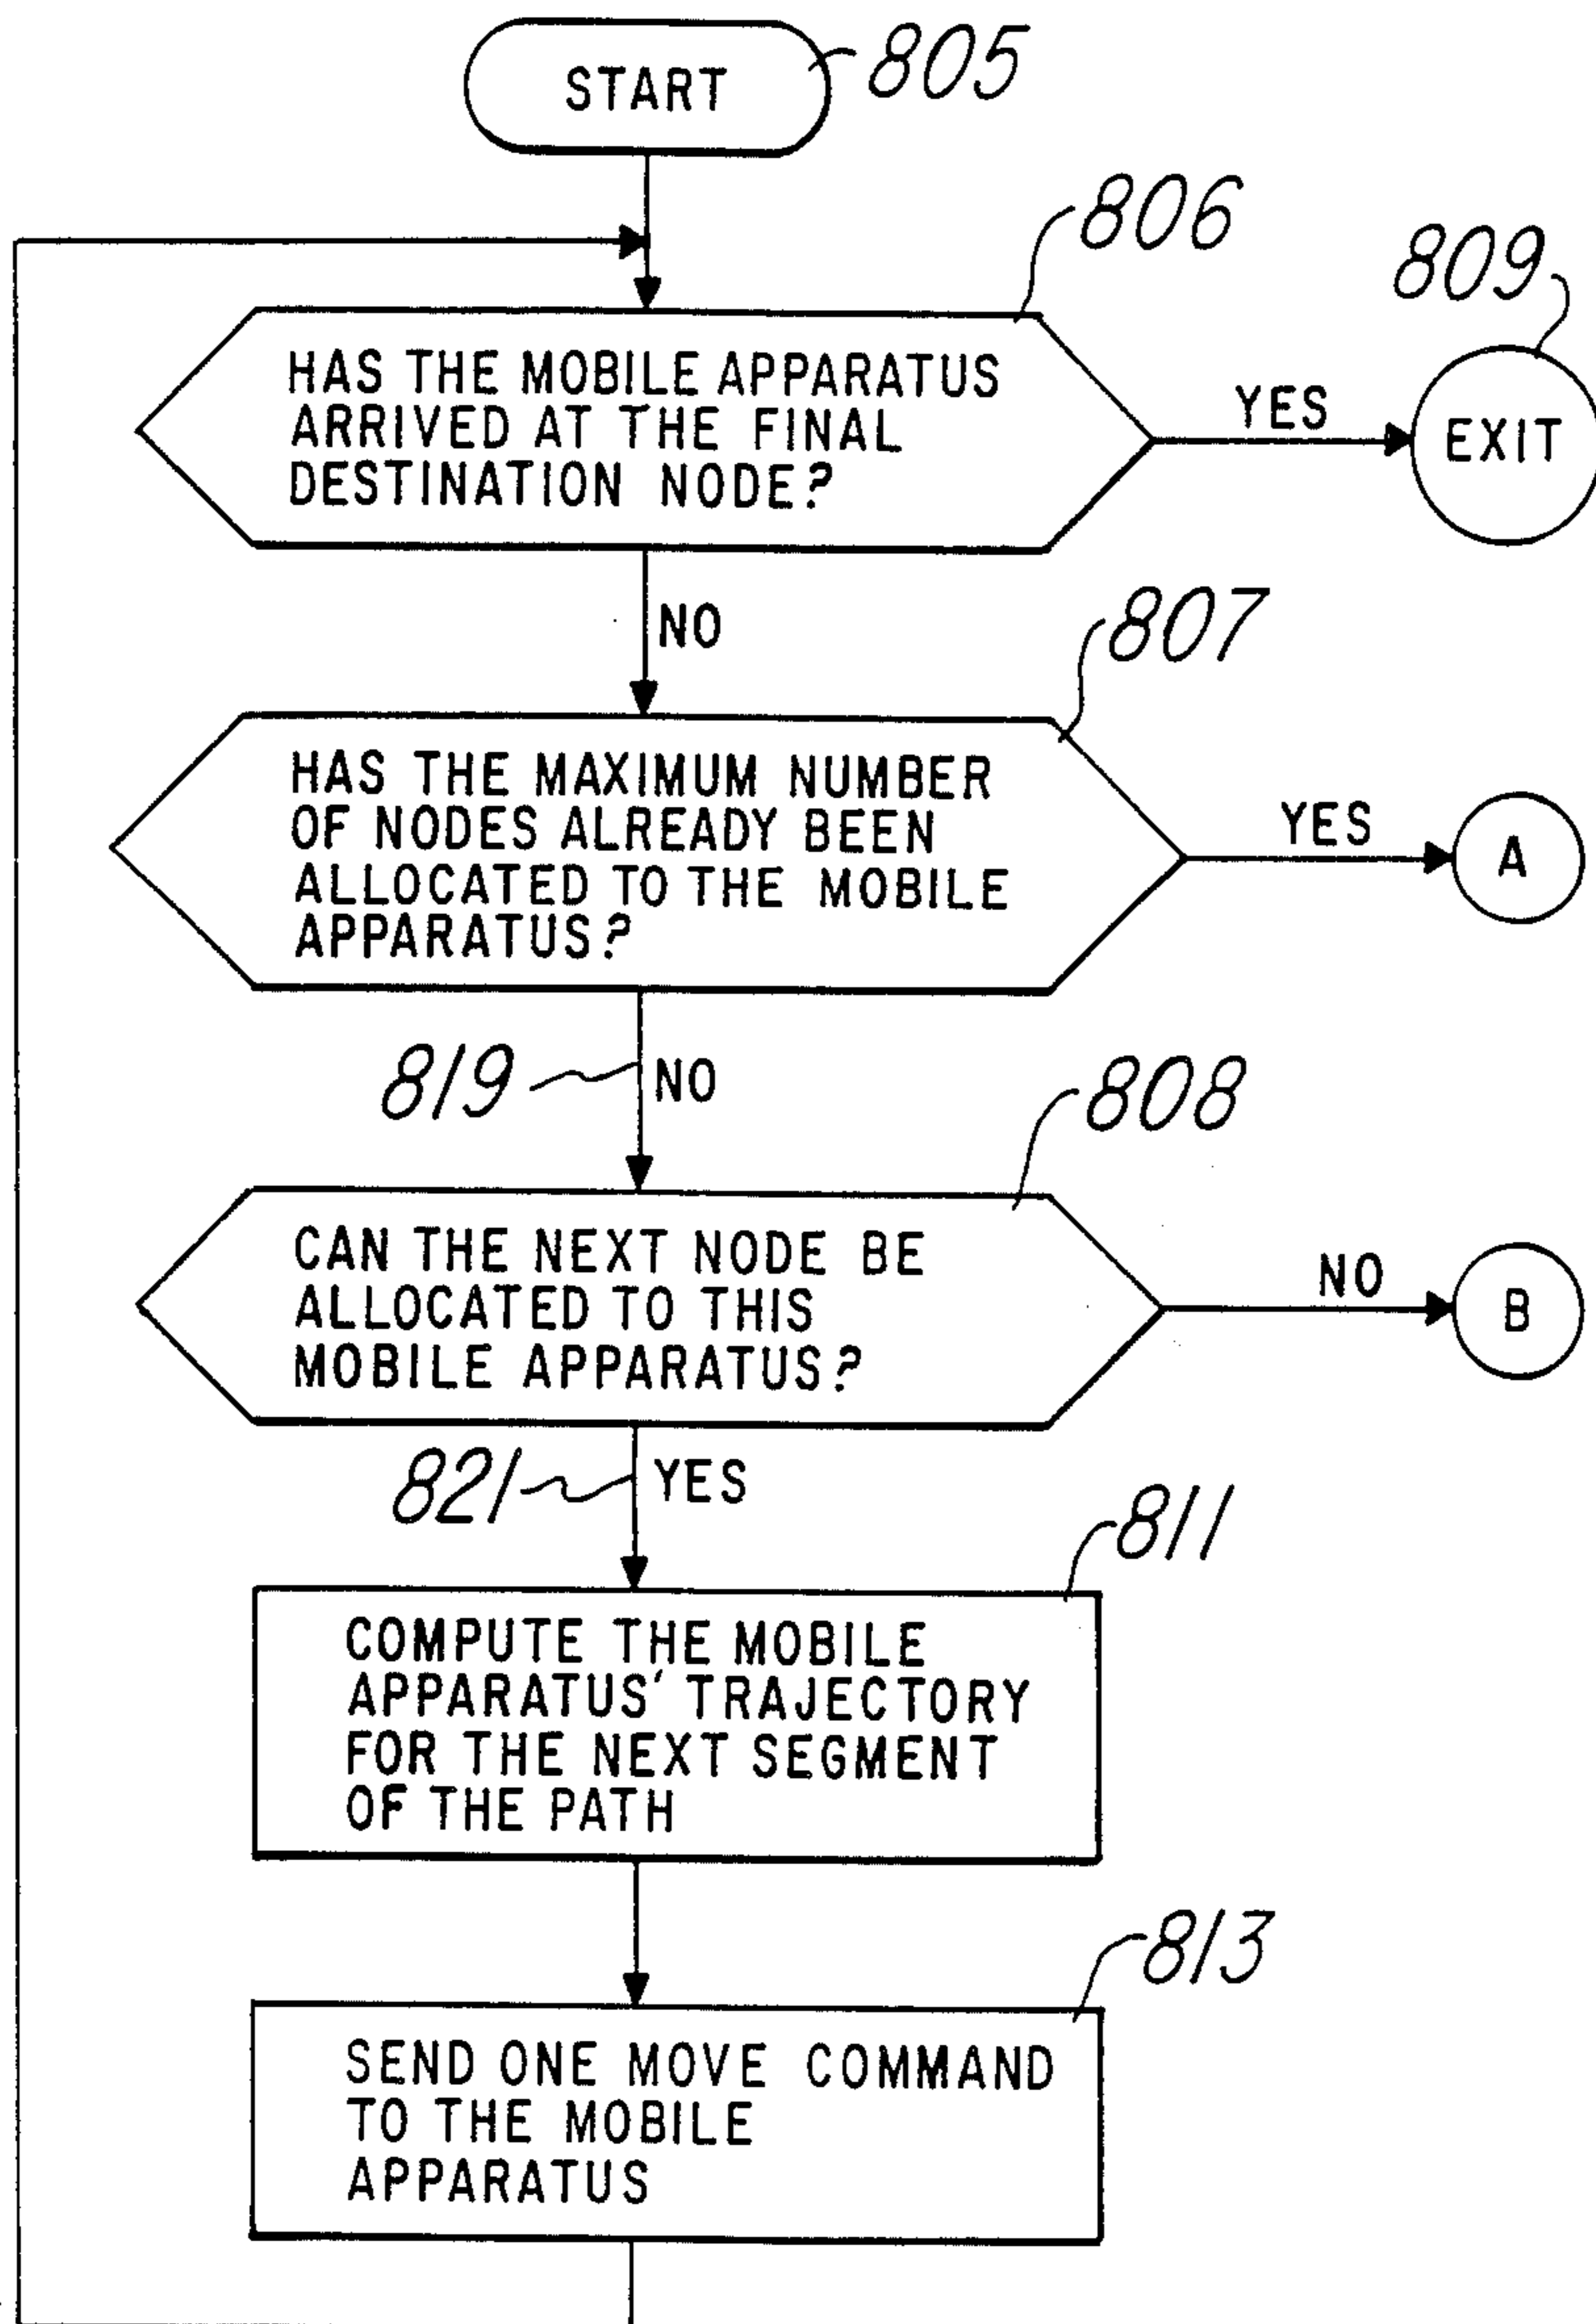 START
805
806
809
HAS THE MOBILE APPARATUS
ARRIVED AT THE FINAL
DESTINATION NODE?
YES
EXIT
NO
807
HAS THE MAXIMUM NUMBER
OF NODES ALREADY BEEN
ALLOCATED TO THE MOBILE
APPARATUS?
YES
A
819
NO
808
CAN THE NEXT NODE BE
ALLOCATED TO THIS
MOBILE APPARATUS?
NO
B
821
YES
811
COMPUTE THE MOBILE
APPARATUS' TRAJECTORY
FOR THE NEXT SEGMENT
OF THE PATH
813
SEND ONE MOVE COMMAND
TO THE MOBILE
APPARATUS